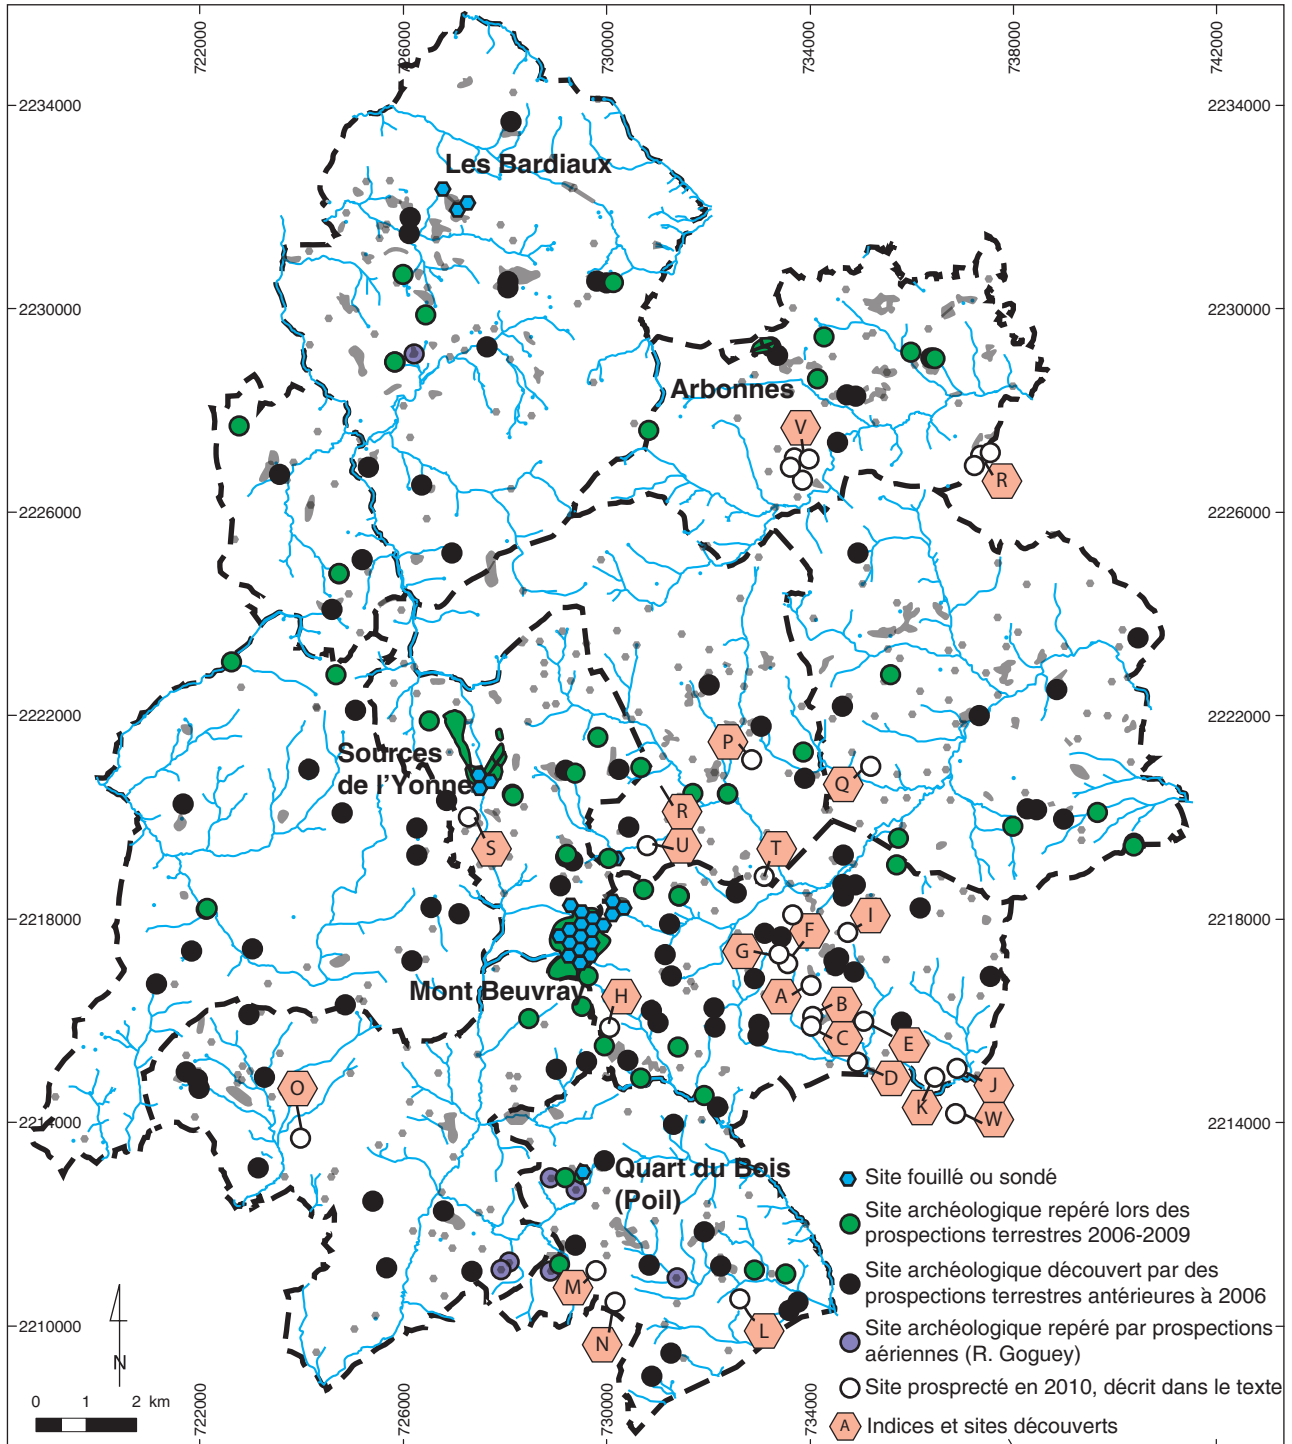 722000
726000
730000
734000
738000
742000
2234000
2234000
Les Bardiaux
2230000
2230000
Arbonnes
V
R
2226000
2226000
2222000
2222000
P
Sources
de l'Yonne
Q
R
S
U
T
2218000
2218000
I
F
G
Mont Beuvray
H
A
B
C
E
D
O
J
K
W
2214000
2214000
Quart du Bois
(Poil)
Site fouillé ou sondé
Site archéologique repéré lors des
prospections terrestres 2006-2009
Site archéologique découvert par des
prospections terrestres antérieures à 2006
M
2210000
L
N
Site archéologique repéré par prospections
aériennes (R. Goguey)
N
Site prosprecté en 2010, décrit dans le texte
A Indices et sites découverts
0 1 2 km
722000
726000
730000
734000